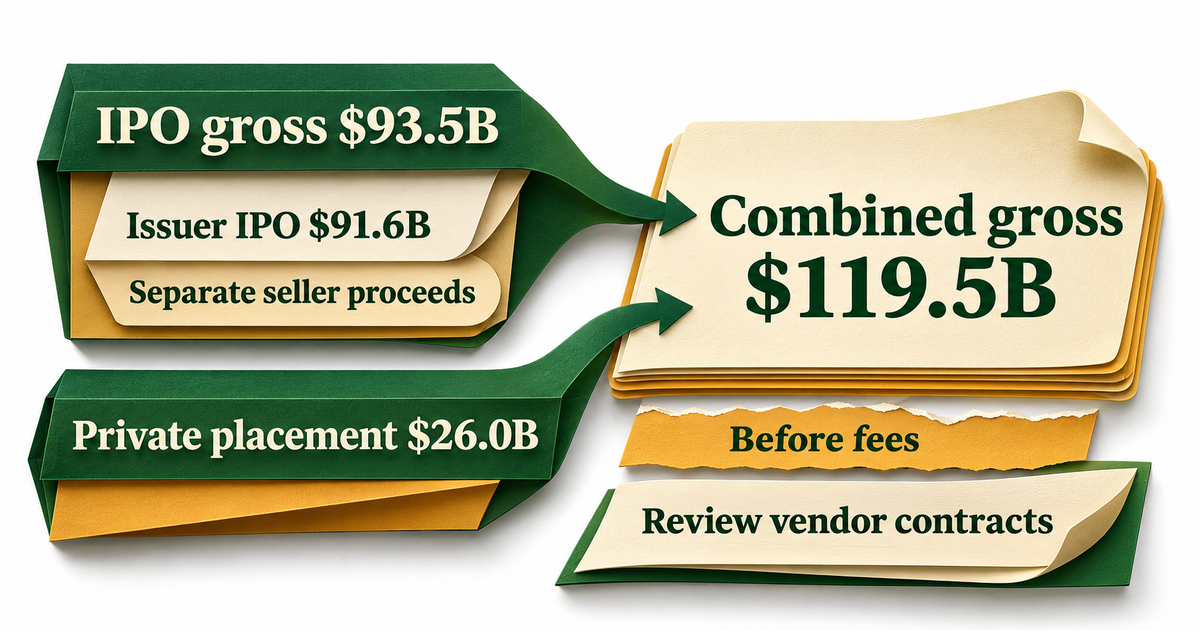 IPO gross $93.5B
Issuer IPO $91.6B
Separate seller proceeds
Private placement $26.0B
Combined gross
$119.5B
Before fees
Review vendor contracts